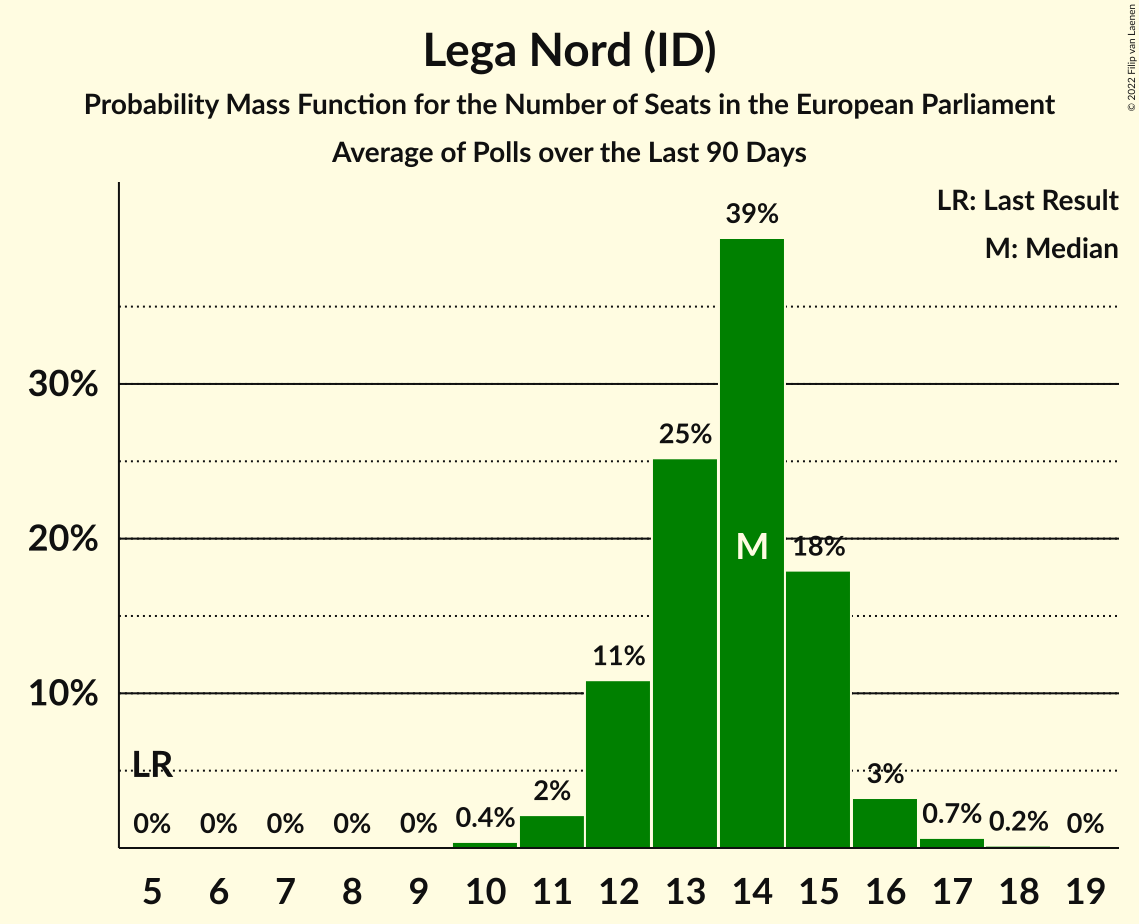 Lega Nord (ID)
Probability Mass Function for the Number of Seats in the European Parliament
Average of Polls over the Last 90 Days
© 2022 Filip van Laenen
LR: Last Result
M: Median
39%
30%
25%
20%
M
18%
11%
10%
LR
0%
0%
0%
0%
0%
0.4%
2%
3%
0.7%
0.2%
0%
5 6 7 8 9 10 11 12 13 14 15 16 17 18 19